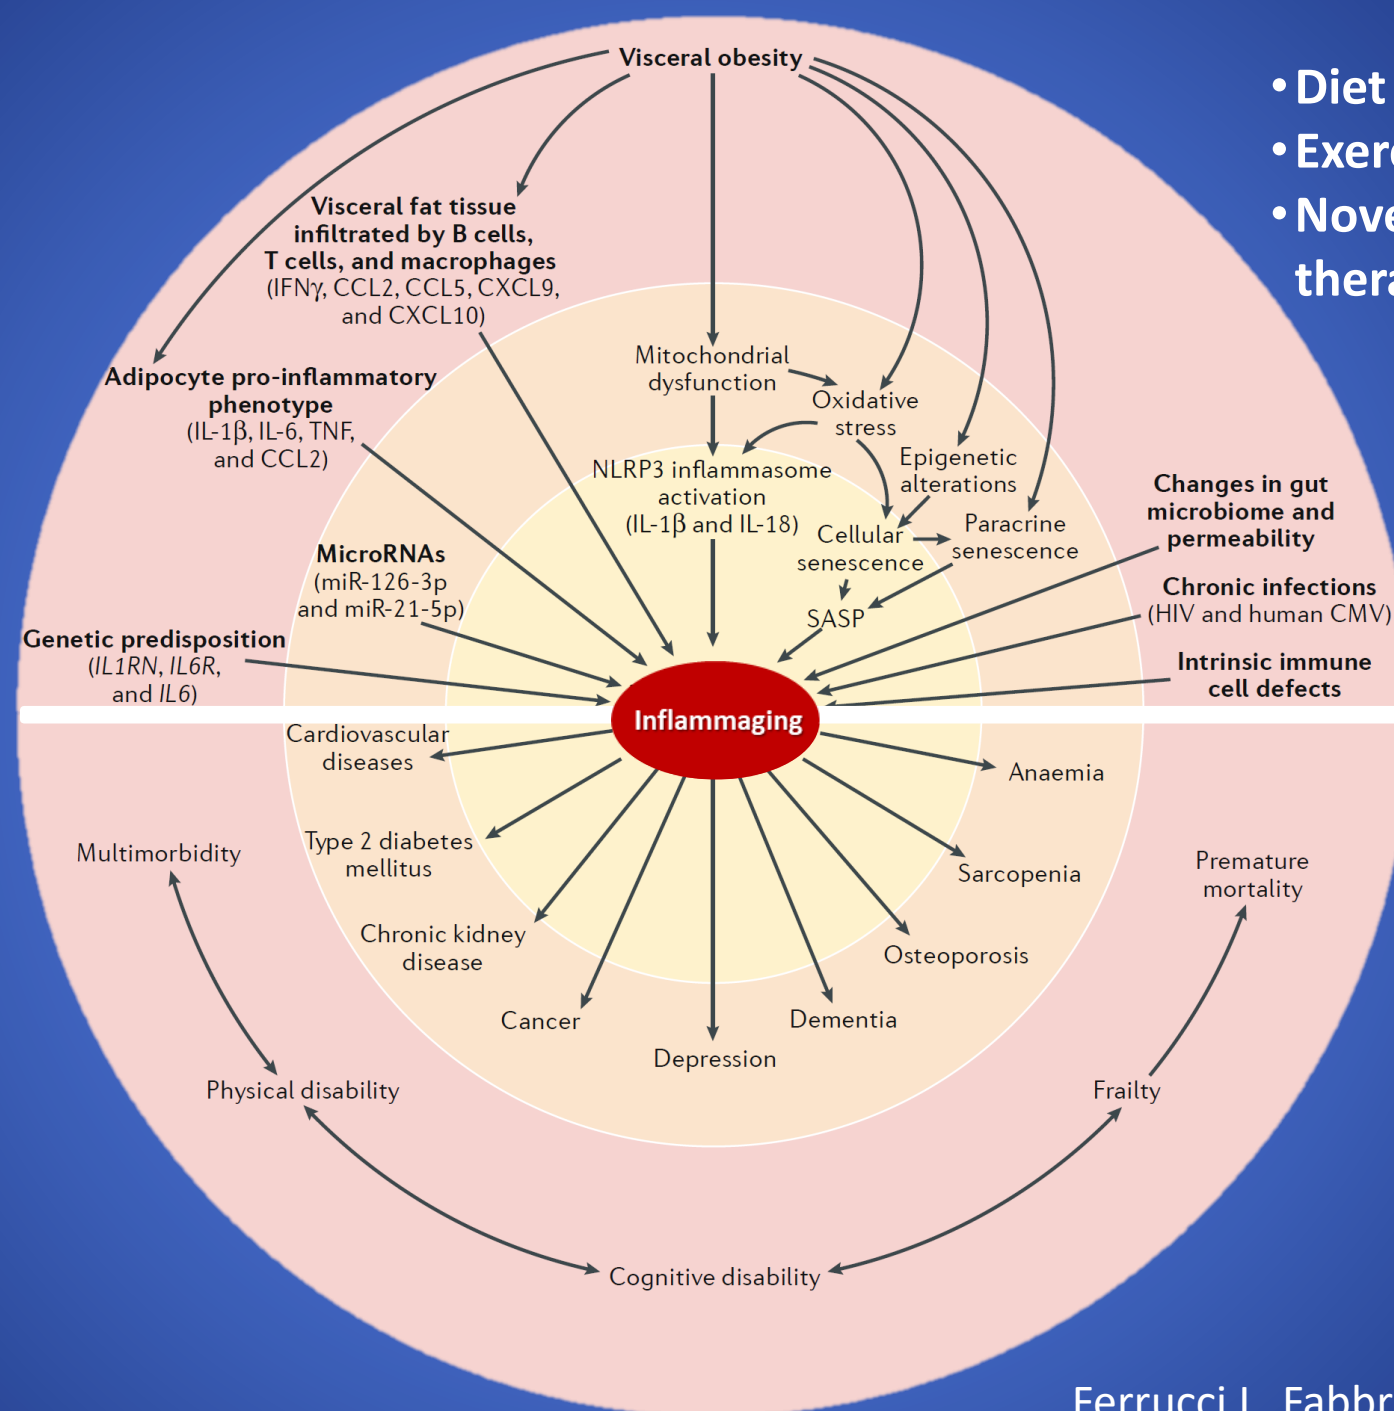 Visceral obesity
• Diet
Visceral fat tissue
infiltrated by B cells,
T cells, and macrophages
(IFNγ, CCL2, CCL5, CXCL9,
and CXCL10)
Adipocyte pro-inflammatory
phenotype
(IL-1β, IL-6, TNF,
and CCL2)
MicroRNAs
(miR-126-3p
and miR-21-5p)
Genetic predisposition
(IL1RN, IL6R,
and IL6)
Mitochondrial
dysfunction
Oxidative
stress
NLRP3 inflammasome
activation
(IL-1β and IL-18)
Epigenetic
alterations
Cellular
senescence
Paracrine
senescence
SASP
Changes in gut
microbiome and
permeability
Chronic infections
(HIV and human CMV)
Intrinsic immune
cell defects
Inflammaging
Cardiovascular
diseases
Type 2 diabetes
mellitus
Chronic kidney
disease
Cancer
Depression
Dementia
Osteoporosis
Sarcopenia
Anaemia
Multimorbidity
Physical disability
Cognitive disability
Frailty
Premature
mortality
Ferrucci L, Fabbr